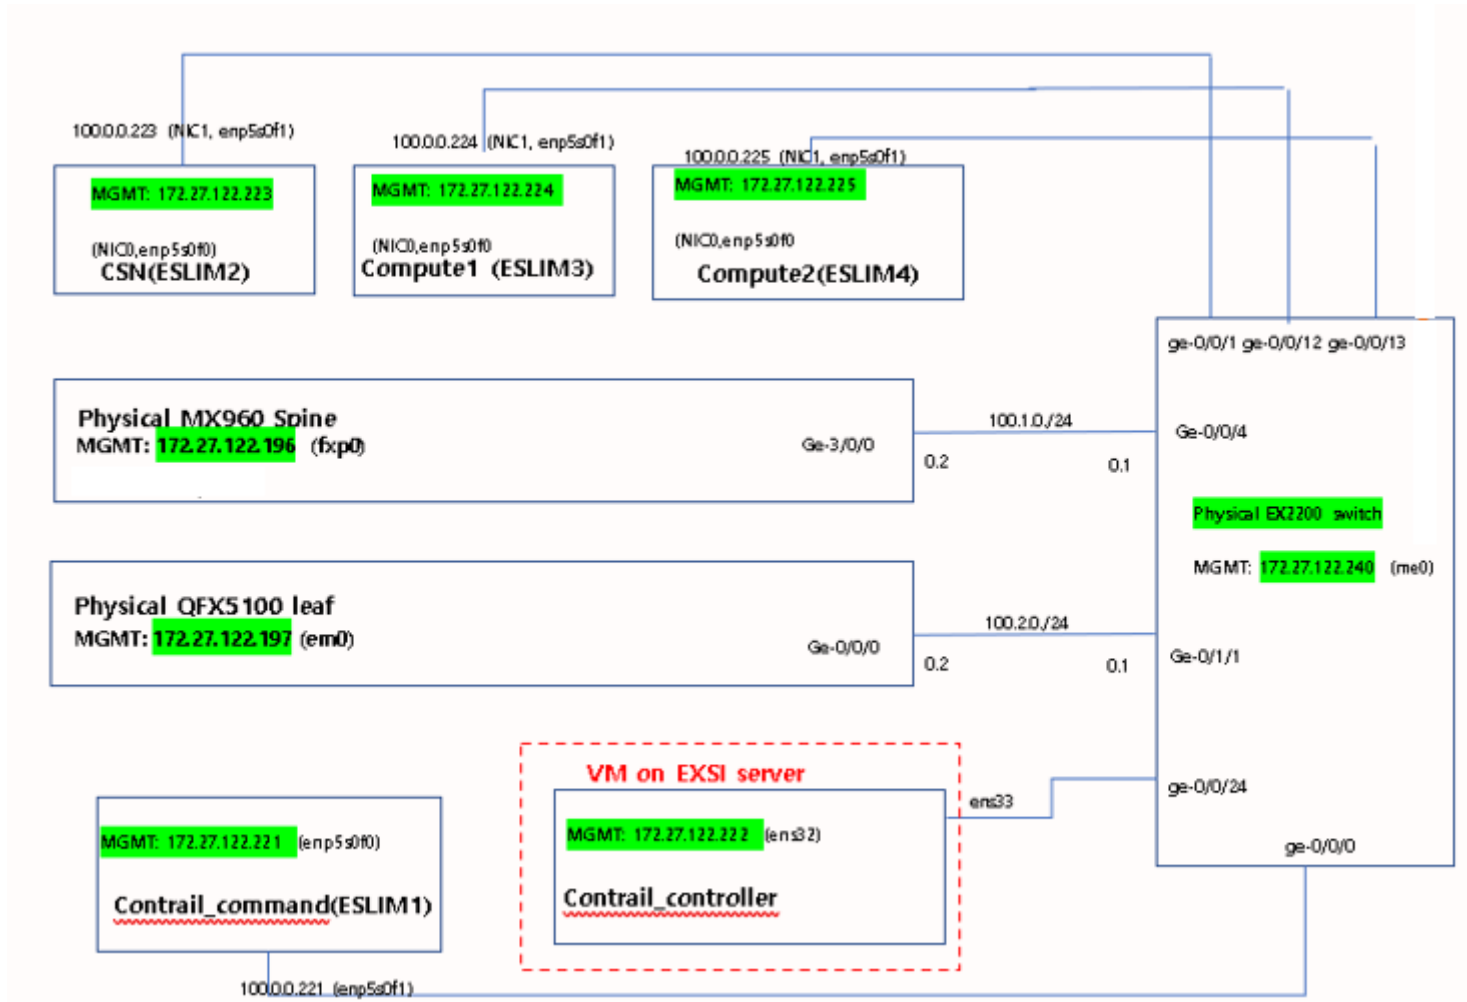 100.0.0.223 (NIC1, enp5s0f1)
100.0.0.224 (NIC1, enp5s0f1)
100.0.0.225 (NIC1, enp5s0f1)
MGMT: 172.27.122.223
(NIC0,enp5s0f0)
CSN(ESLIM2)
MGMT: 172.27.122.224
(NIC0,enp5s0f0
Compute1 (ESLIM3)
MGMT: 172.27.122.225
(NIC0,enp5s0f0
Compute2(ESLIM4)
ge-0/0/1 ge-0/0/12 ge-0/0/13
Physical MX960 Spine
MGMT: 172.27.122.196 (fxp0)
Ge-3/0/0
100.1.0./24
0.2
0.1
Ge-0/0/4
Physical EX2200 switch
MGMT: 172.27.122.240 (me0)
Physical QFX5100 leaf
MGMT: 172.27.122.197 (em0)
Ge-0/0/0
100.2.0./24
0.2
0.1
Ge-0/1/1
VM on EXSI server
ens33
ge-0/0/24
MGMT: 172.27.122.221 (enp5s0f0)
Contrail_command(ESLIM1)
MGMT: 172.27.122.222 (ens32)
Contrail_controller
ge-0/0/0
100.0.0.221 (enp5s0f1)